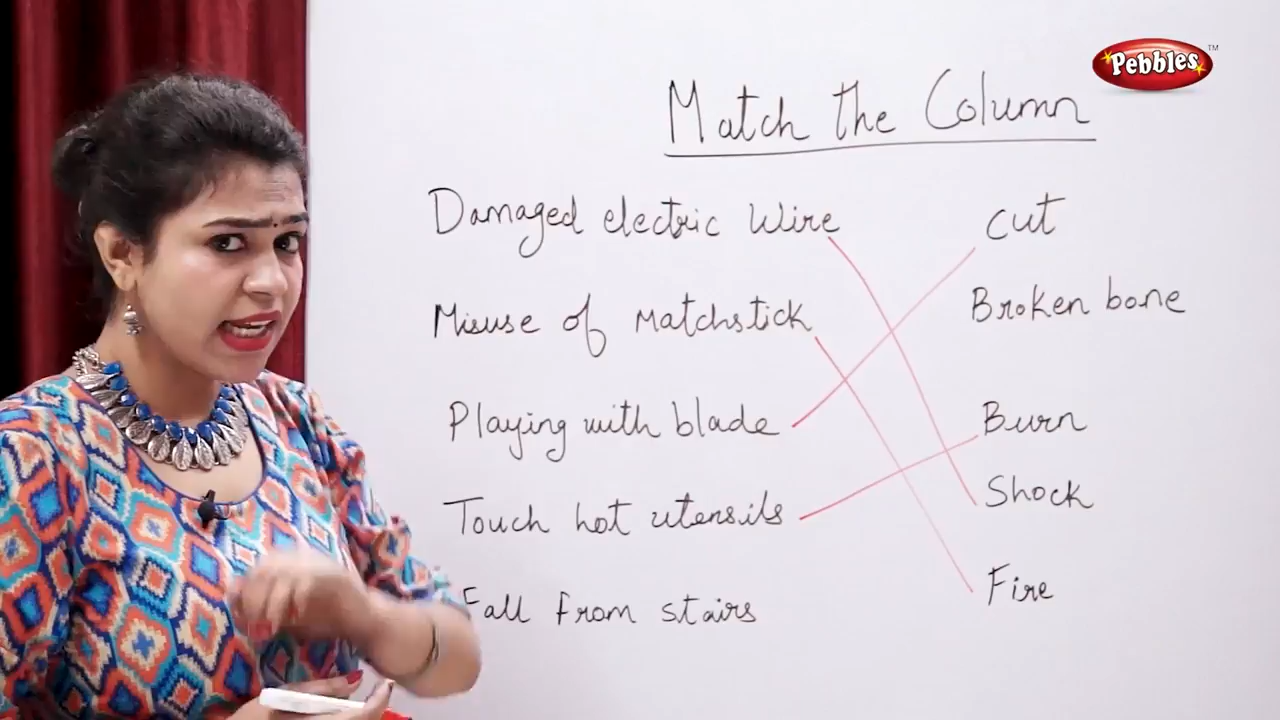 Pebbles™
Match the Column
Damaged electric Wire
Cut
Misuse of Matchstick
Broken bone
Playing with blade
Burn
Touch hot utensils
Shock
Fall from stairs
Fire